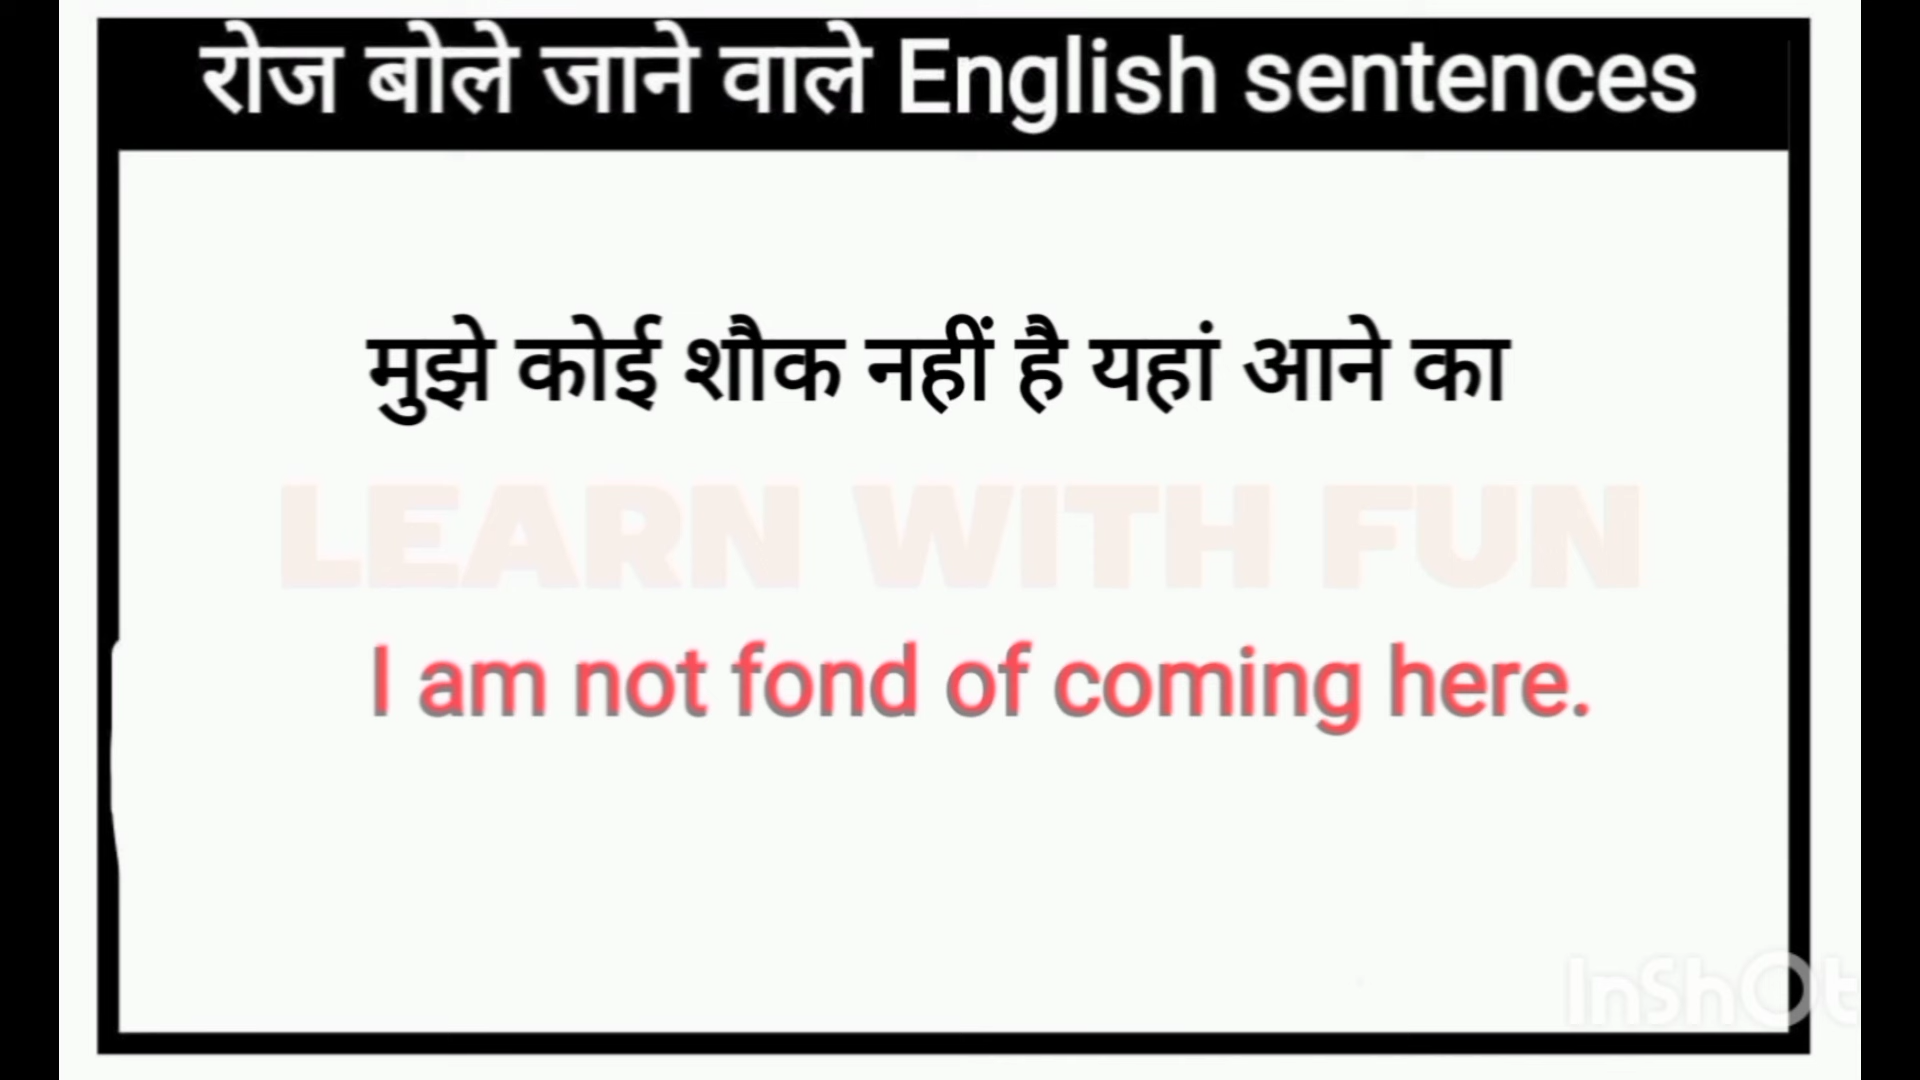 रोज बोले जाने वाले English sentences
मुझे कोई शौक नहीं है यहां आने का
LEARN WITH FUN
I am not fond of coming here.
InShOt